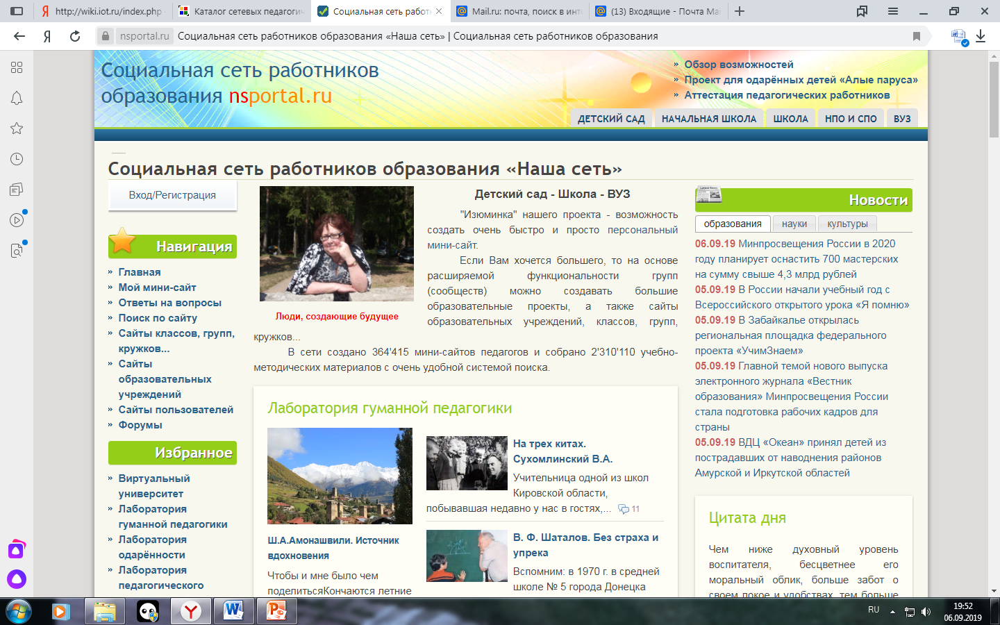 http://wiki.iot.ru/index.php
Каталог сетевых педагогич
Социальная сеть работн
Mail.ru: почта, поиск в инте
(13) Входящие - Почта Mai
nsportal.ru Социальная сеть работников образования «Наша сеть» | Социальная сеть работников образования
Социальная сеть работников
образования nsportal.ru
Обзор возможностей
Проект для одарённых детей «Алые паруса»
Аттестация педагогических работников
ДЕТСКИЙ САД НАЧАЛЬНАЯ ШКОЛА ШКОЛА НПО И СПО ВУЗ
Социальная сеть работников образования «Наша сеть»
Вход/Регистрация
Навигация
Главная
Мой мини-сайт
Ответы на вопросы
Поиск по сайту
Сайты классов, групп,
кружков...
Сайты
образовательных
учреждений
Сайты пользователей
Форумы
Избранное
Виртуальный
университет
Лаборатория
гуманной педагогики
Лаборатория
одарённости
Лаборатория
педагогического
Люди, создающие будущее
Детский сад - Школа - ВУЗ
"Изюминка" нашего проекта - возможность
создать очень быстро и просто персональный
мини-сайт.
Если Вам хочется большего, то на основе
расширяемой функциональности групп
(сообществ) можно создавать большие
образовательные проекты, а также сайты
образовательных учреждений, классов, групп,
кружков...
В сети создано 364'415 мини-сайтов педагогов и собрано 2'310'110 учебно-
методических материалов с очень удобной системой поиска.
Лаборатория гуманной педагогики
Ш.А.Амонашвили. Источник
вдохновения
Чтобы и мне было чем
поделитьсяКончаются летние
На трех китах.
Сухомлинский В.А.
Учительница одной из школ
Кировской области,
побывавшая недавно у нас в гостях,... 11
В. Ф. Шаталов. Без страха и
упрека
Вспомним: в 1970 г. в средней
школе № 5 города Донецка
Latest News
Новости
образования науки культуры
06.09.19 Минпросвещения России в 2020
году планирует оснастить 700 мастерских
на сумму свыше 4,3 млрд рублей
05.09.19 В России начали учебный год с
Всероссийского открытого урока «Я помню»
05.09.19 В Забайкалье открылась
региональная площадка федерального
проекта «УчимЗнаем»
05.09.19 Главной темой нового выпуска
электронного журнала «Вестник
образования» Минпросвещения России
стала подготовка рабочих кадров для
страны
05.09.19 ВДЦ «Океан» принял детей из
пострадавших от наводнения районов
Амурской и Иркутской областей
Цитата дня
Чем ниже духовный уровень
воспитателя, бесцветнее его
моральный облик, больше забот о
своем покое и удобствах, тем больше
RU
19:52
06.09.2019